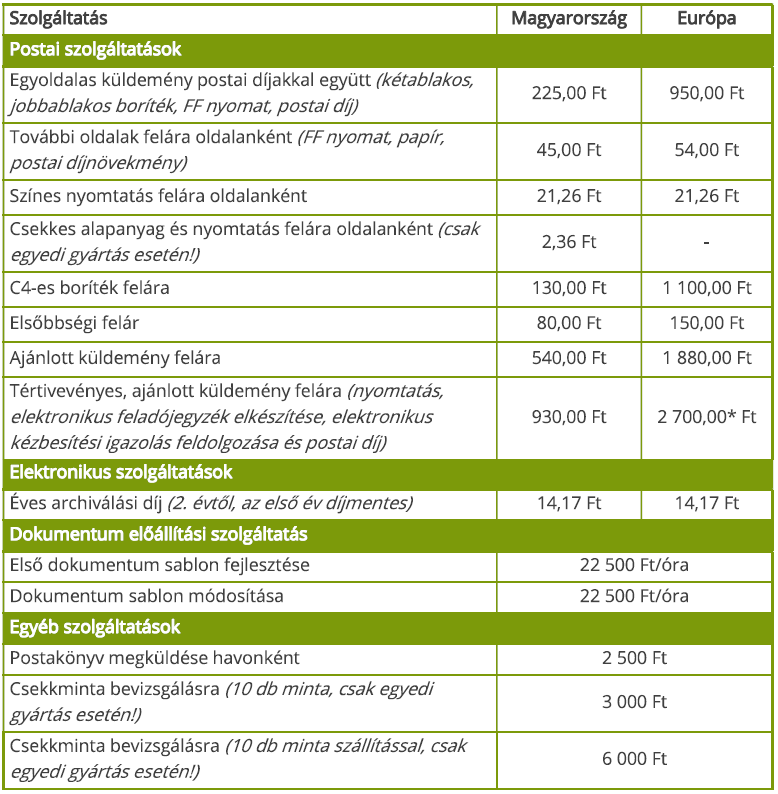 Szolgáltatás Magyarország Európa
Postai szolgáltatások
Egyoldalas küldemény postai díjakkal együtt (kétablakos,
jobbablakos boríték, FF nyomat, postai díj) 225,00 Ft 950,00 Ft
További oldalak felára oldalanként (FF nyomat, papír,
postai díjnövekmény) 45,00 Ft 54,00 Ft
Színes nyomtatás felára oldalanként 21,26 Ft 21,26 Ft
Csekkes alapanyag és nyomtatás felára oldalanként (csak
egyedi gyártás esetén!) 2,36 Ft -
C4-es boríték felára 130,00 Ft 1 100,00 Ft
Elsőbbségi felár 80,00 Ft 150,00 Ft
Ajánlott küldemény felára 540,00 Ft 1 880,00 Ft
Tértivevényes, ajánlott küldemény felára (nyomtatás,
elektronikus feladójegyzék elkészítése, elektronikus
kézbesítési igazolás feldolgozása és postai díj) 930,00 Ft 2 700,00* Ft
Elektronikus szolgáltatások
Éves archiválási díj (2. évtől, az első év díjmentes) 14,17 Ft 14,17 Ft
Dokumentum előállítási szolgáltatás
Első dokumentum sablon fejlesztése 22 500 Ft/óra
Dokumentum sablon módosítása 22 500 Ft/óra
Egyéb szolgáltatások
Postakönyv megküldése havonként 2 500 Ft
Csekkminta bevizsgálásra (10 db minta, csak egyedi
gyártás esetén!) 3 000 Ft
Csekkminta bevizsgálásra (10 db minta szállítással, csak
egyedi gyártás esetén!) 6 000 Ft